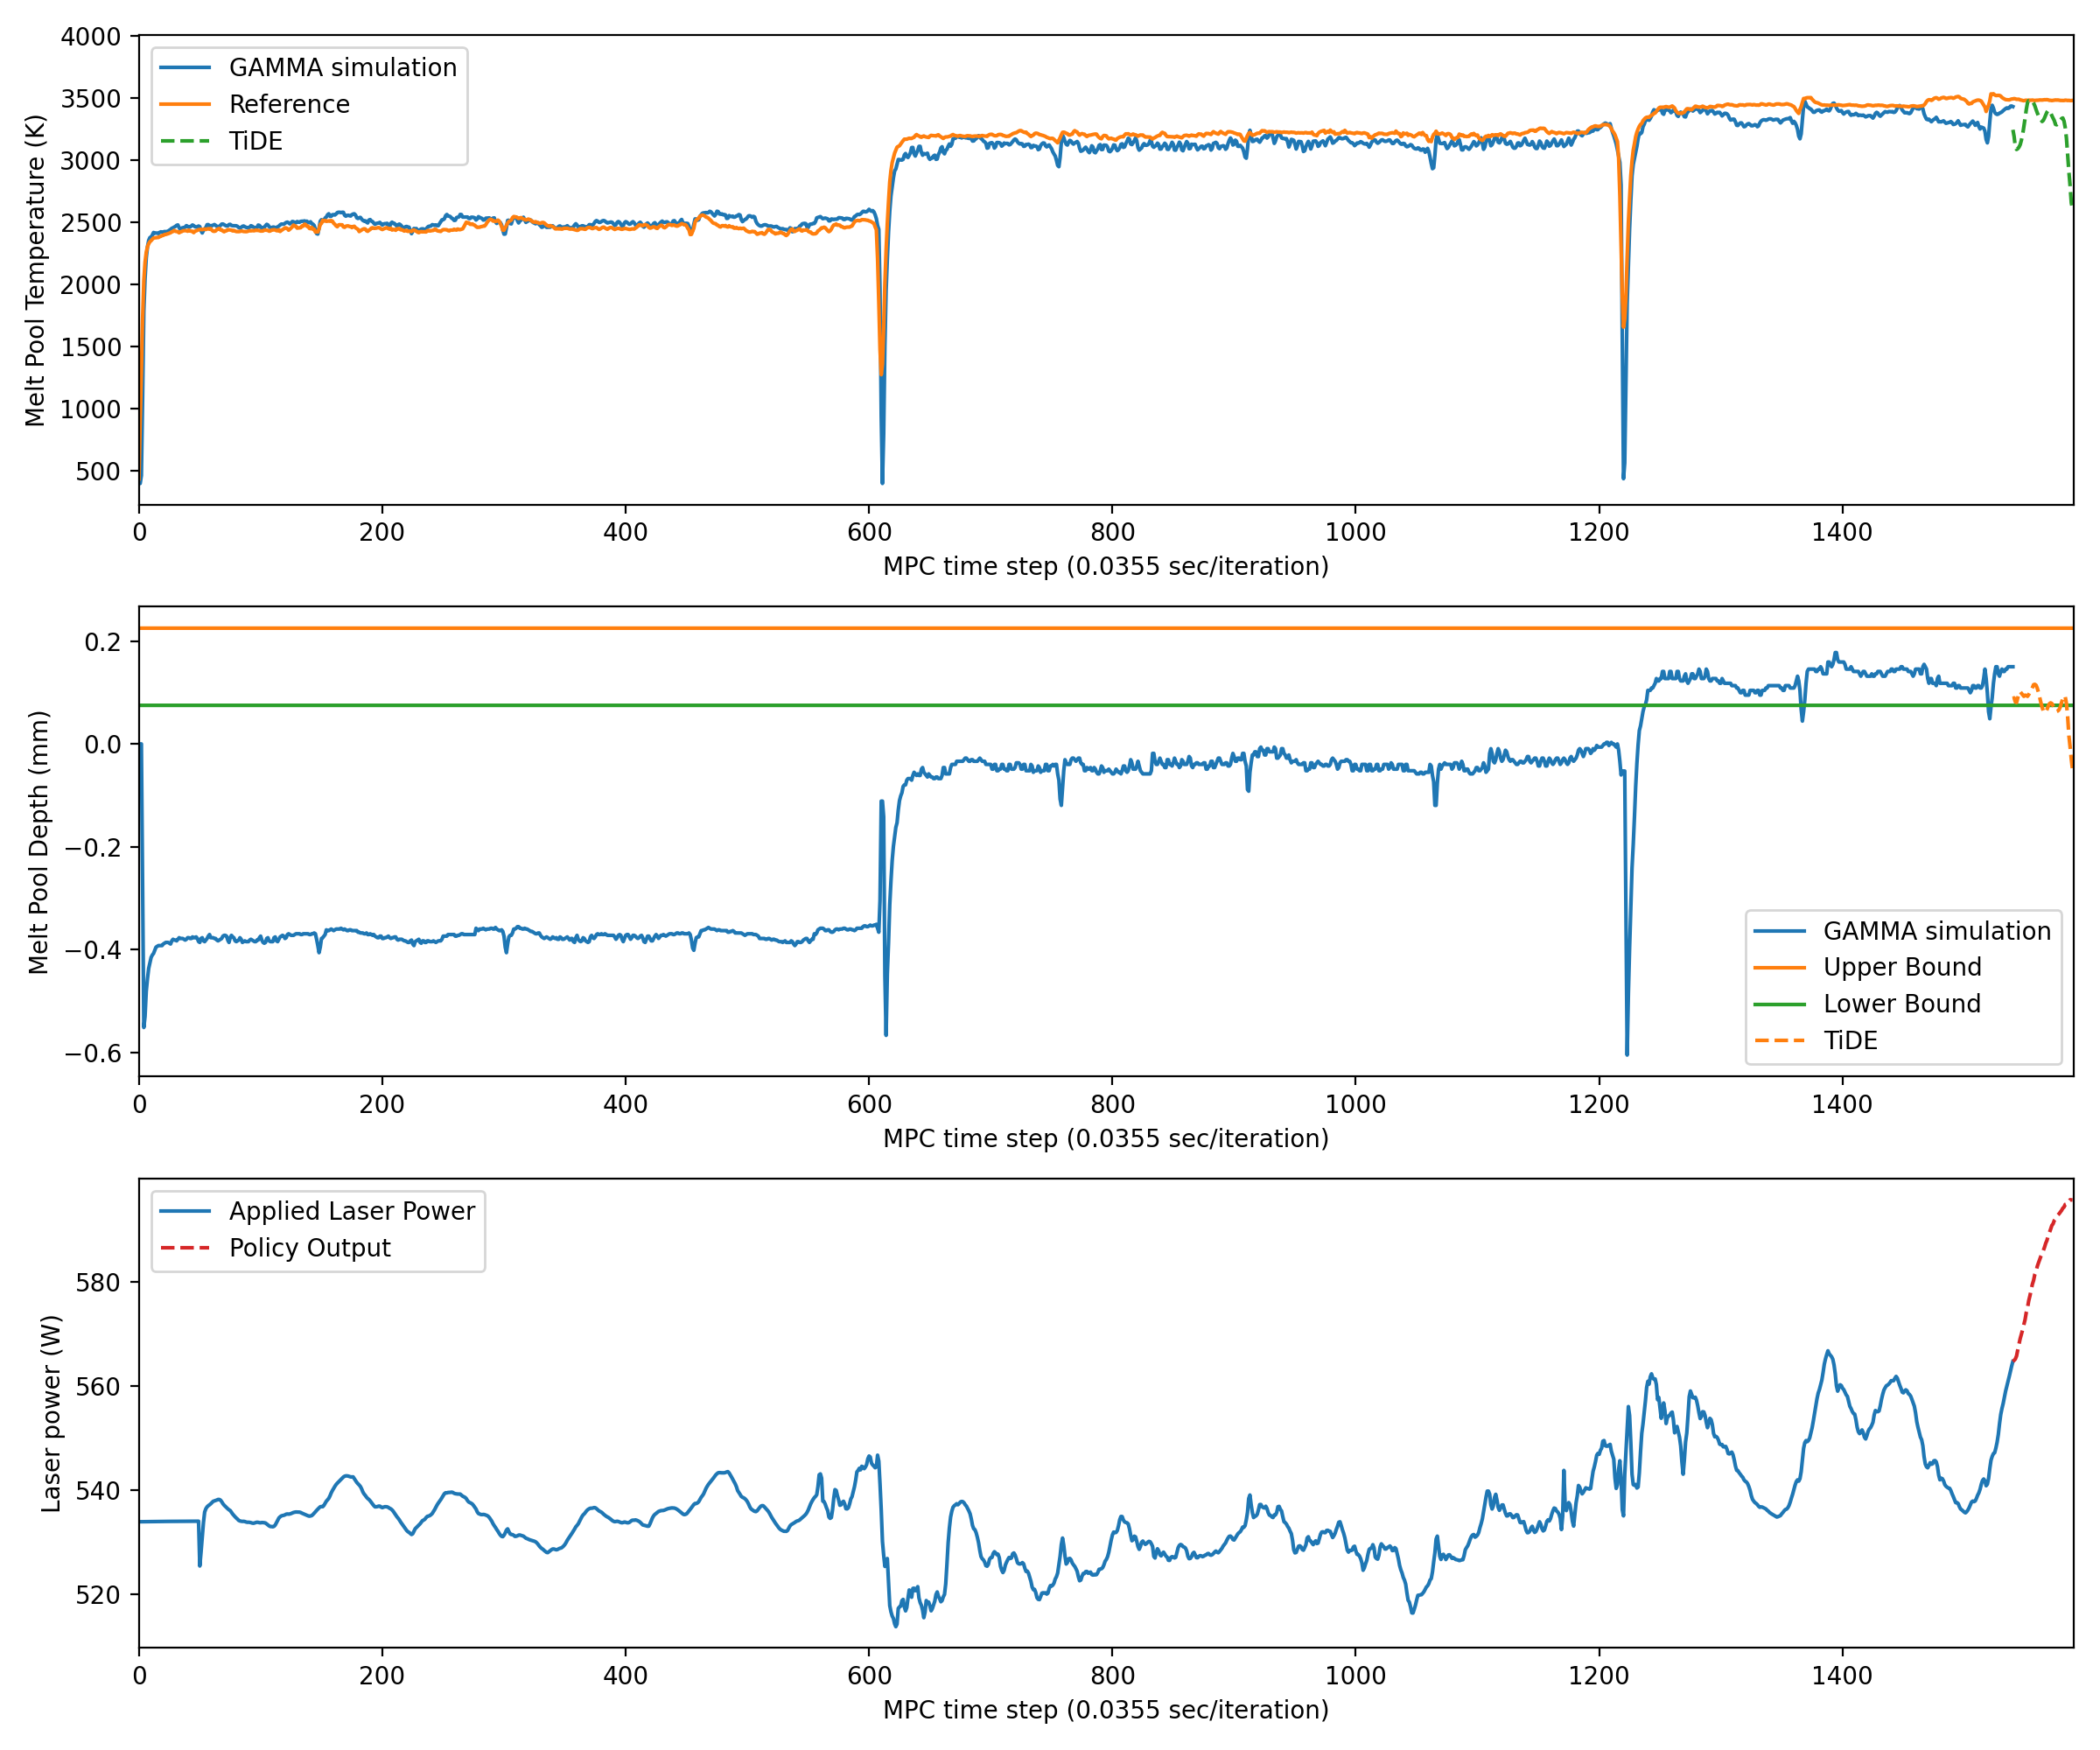 4000
3500
3000
2500
2000
1500
1000
500
Melt Pool Temperature (K)
GAMMA simulation
Reference
TiDE
0 200 400 600 800 1000 1200 1400
MPC time step (0.0355 sec/iteration)
0.2
0.0
−0.2
−0.4
−0.6
Melt Pool Depth (mm)
GAMMA simulation
Upper Bound
Lower Bound
TiDE
0 200 400 600 800 1000 1200 1400
MPC time step (0.0355 sec/iteration)
580
560
540
520
Laser power (W)
Applied Laser Power
Policy Output
0 200 400 600 800 1000 1200 1400
MPC time step (0.0355 sec/iteration)